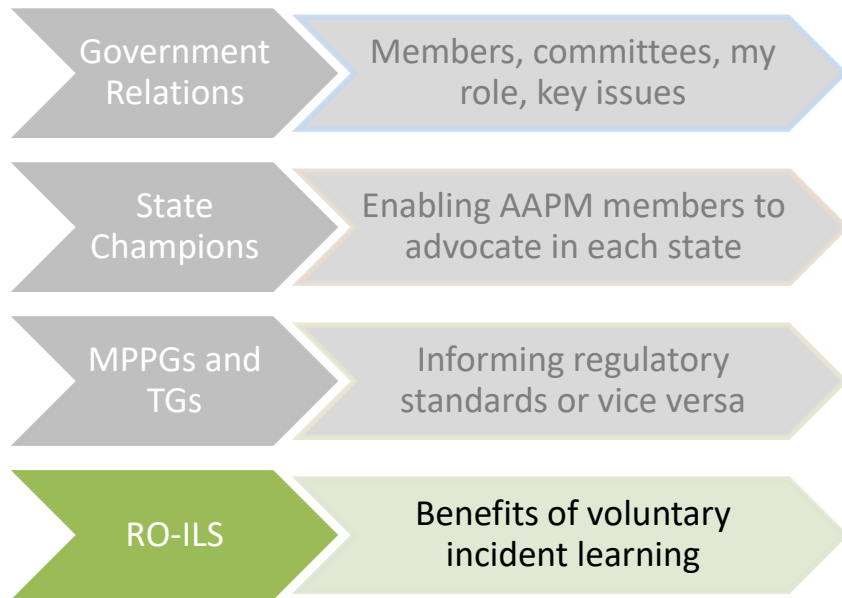 Government
Relations
Members, committees, my
role, key issues
State
Champions
Enabling AAPM members to
advocate in each state
MPPGs and
TGs
Informing regulatory
standards or vice versa
RO-ILS
Benefits of voluntary
incident learning